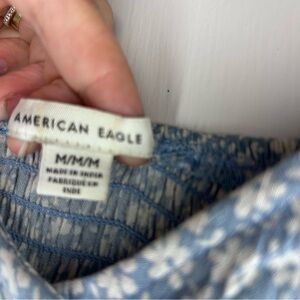 AMERICAN EAGLE
M/M/M
MADE IN INDIA
FABRIQUÉ EN
INDE